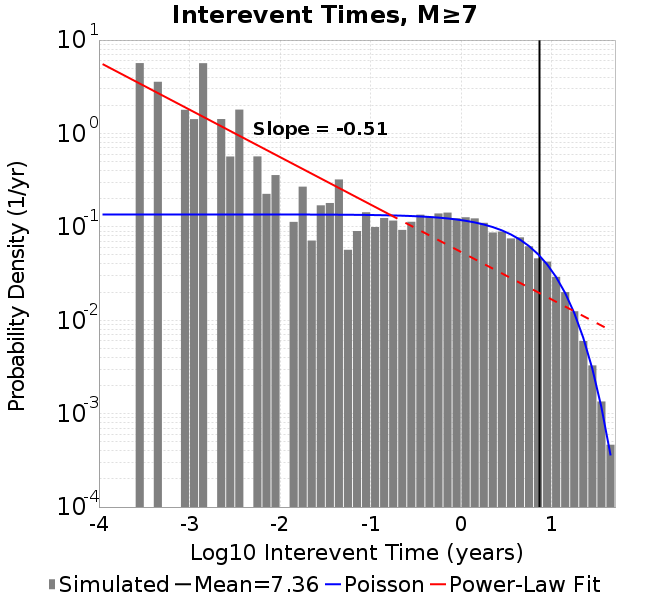 Interevent Times, M≥7
10^1
10^0
10^-1
10^-2
10^-3
10^-4
Probability Density (1/yr)
Slope = -0.51
-4 -3 -2 -1 0 1
Log10 Interevent Time (years)
Simulated Mean=7.36 Poisson Power-Law Fit